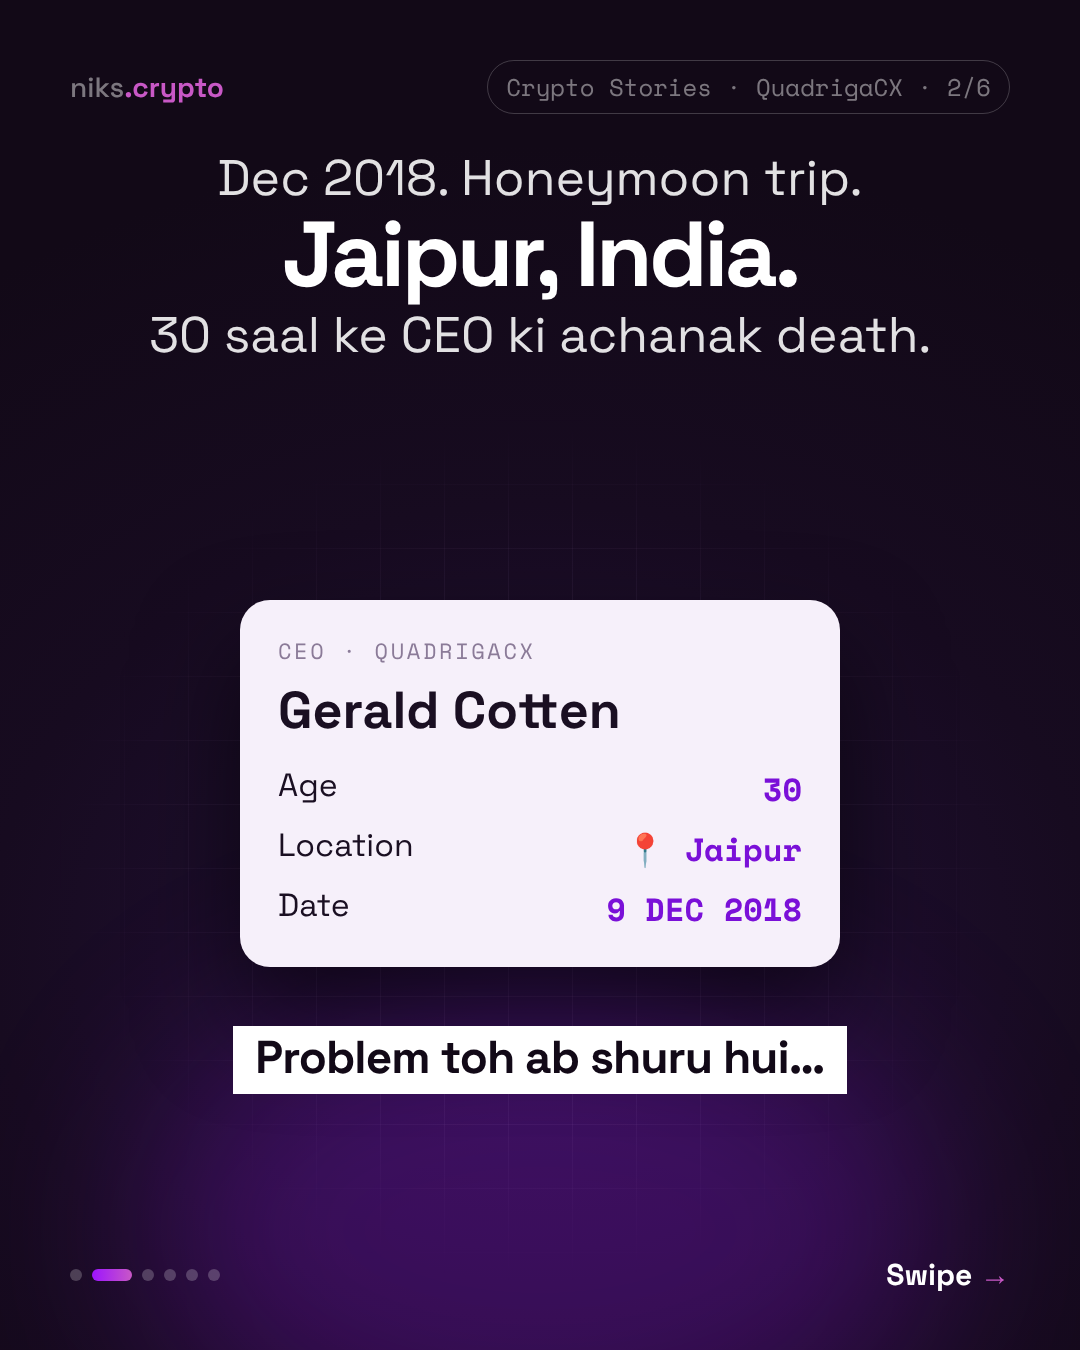 niks.crypto
Crypto Stories · QuadrigaCX · 2/6
Dec 2018. Honeymoon trip.
Jaipur, India.
30 saal ke CEO ki achanak death.
CEO · QUADRIGACX
Gerald Cotten
Age 30
Location 📍 Jaipur
Date 9 DEC 2018
Problem toh ab shuru hui...
Swipe →